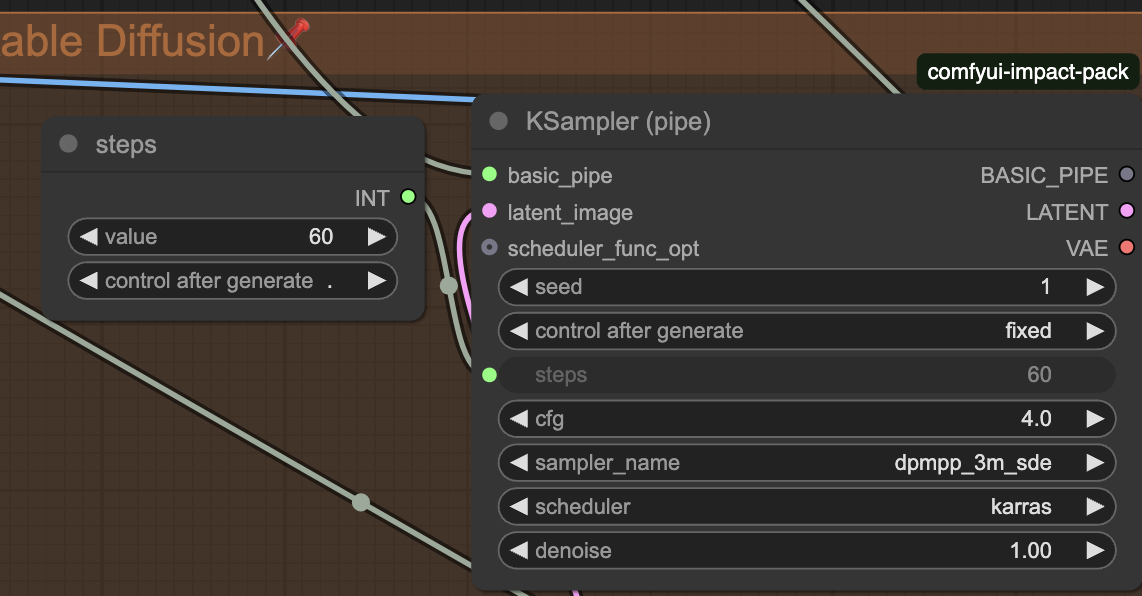 able Diffusion
comfyui-impact-pack
steps
INT
value 60
control after generate .
KSampler (pipe)
basic_pipe BASIC_PIPE
latent_image LATENT
scheduler_func_opt VAE
seed 1
control after generate fixed
steps 60
cfg 4.0
sampler_name dpmpp_3m_sde
scheduler karras
denoise 1.00